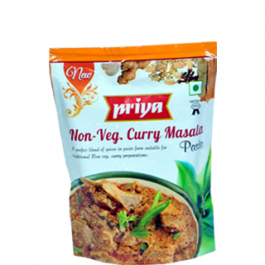 New
Priya
Non-Veg. Curry Masala
Paste
A perfect blend of spices in paste form suitable for
traditional Non veg. curry preparations.